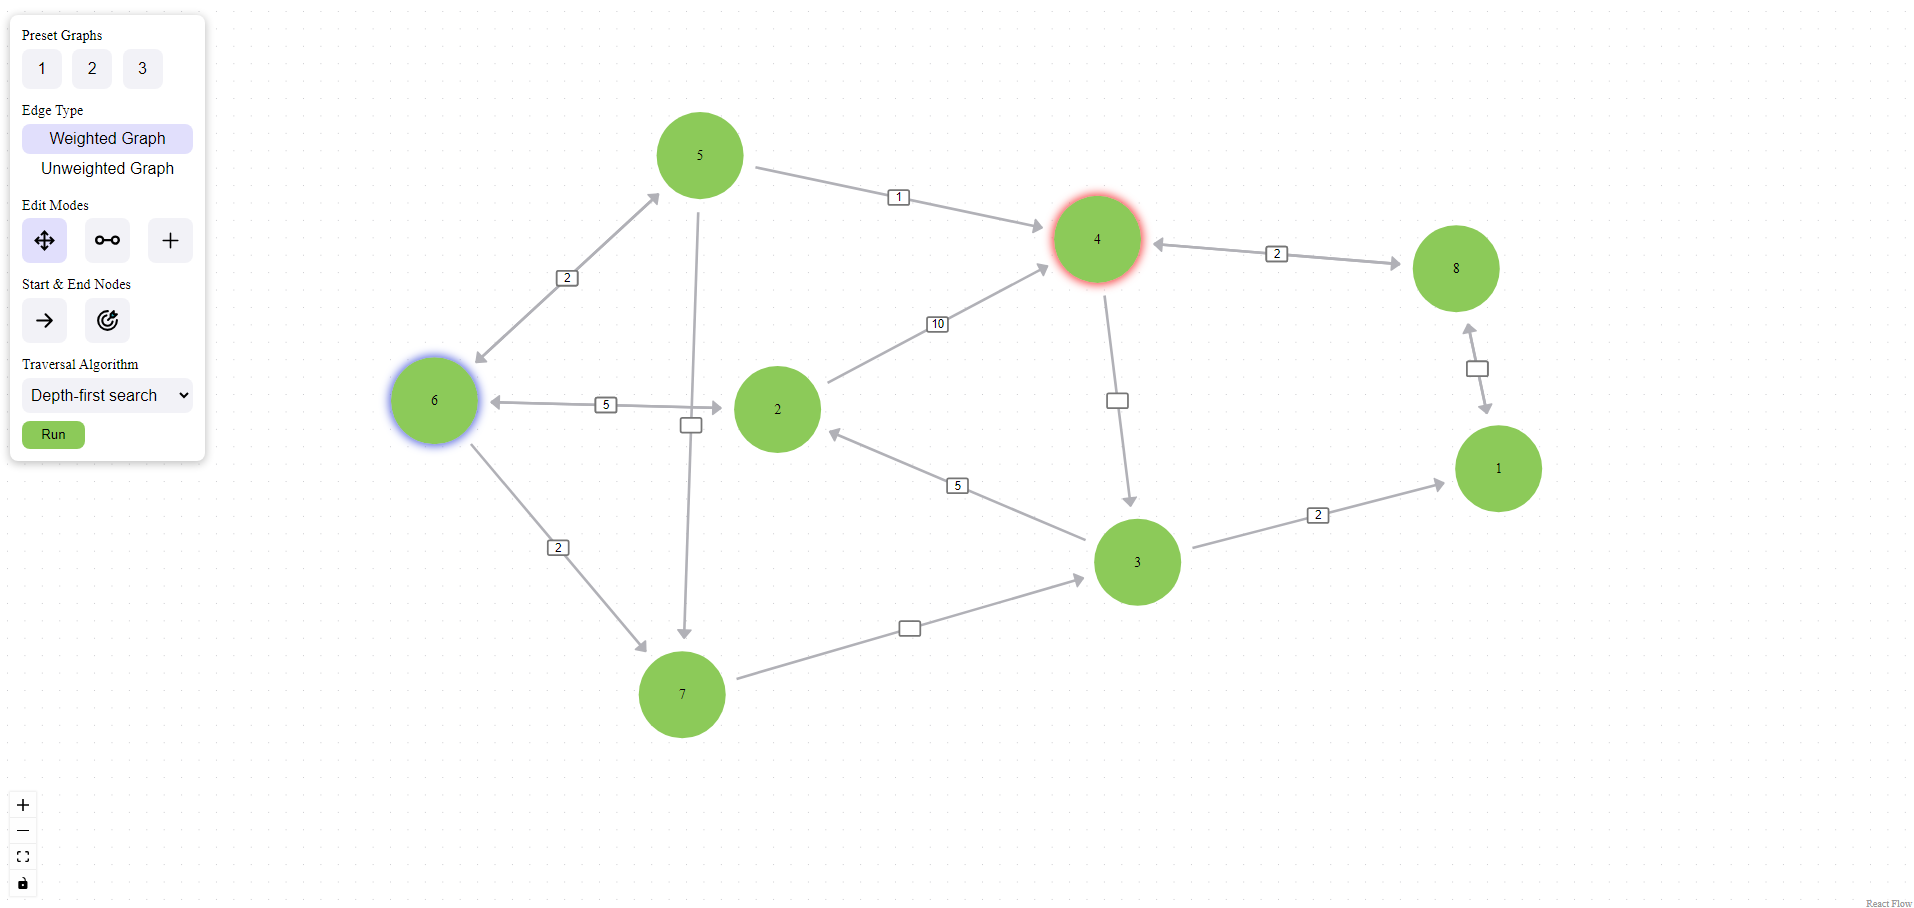 Preset Graphs
1 2 3
Edge Type
Weighted Graph
Unweighted Graph
Edit Modes
Start & End Nodes
Traversal Algorithm
Depth-first search
Run
5
1
4
2
2
8
10
6
5
2
5
1
2
2
3
7
React Flow